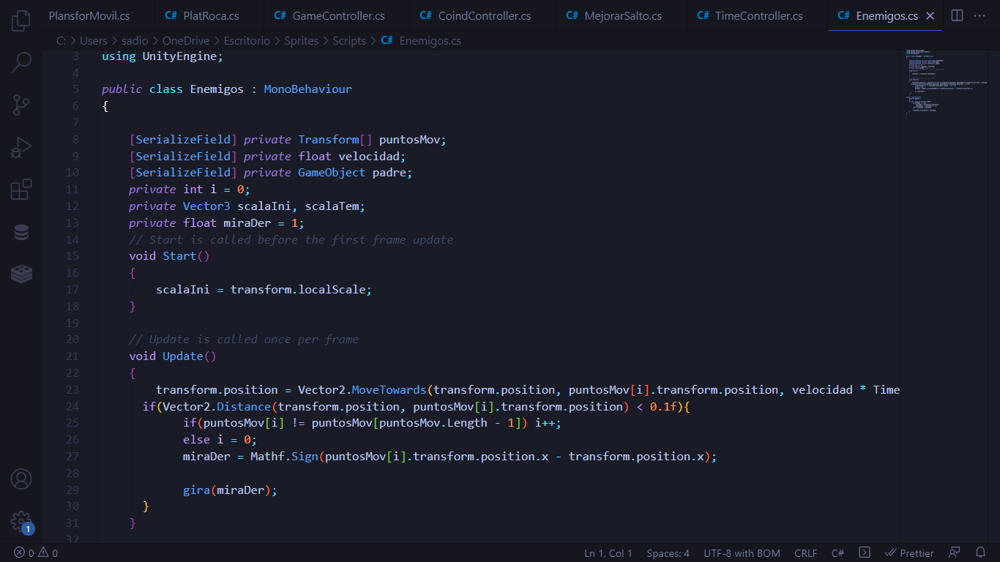 PlansforMovil.cs C# PlatRoca.cs C# GameController.cs C# CoindController.cs C# MejorarSalto.cs C# TimeController.cs C# Enemigos.cs
C: > Users > sadio > OneDrive > Escritorio > Sprites > Scripts > C# Enemigos.cs
3 using UnityEngine;
4
5 public class Enemigos : MonoBehaviour
6 {
7
8 [SerializeField] private Transform[] puntosMov;
9 [SerializeField] private float velocidad;
10 [SerializeField] private GameObject padre;
11 private int i = 0;
12 private Vector3 scalaIni, scalaTem;
13 private float miraDer = 1;
14 // Start is called before the first frame update
15 void Start()
16 {
17 scalaIni = transform.localScale;
18 }
19
20 // Update is called once per frame
21 void Update()
22 {
23 transform.position = Vector2.MoveTowards(transform.position, puntosMov[i].transform.position, velocidad * Time
24 if(Vector2.Distance(transform.position, puntosMov[i].transform.position) < 0.1f){
25 if(puntosMov[i] != puntosMov[puntosMov.Length - 1]) i++;
26 else i = 0;
27 miraDer = Mathf.Sign(puntosMov[i].transform.position.x - transform.position.x);
28
29 gira(miraDer);
30 }
31 }
32
1
0 0 Ln 1, Col 1 Spaces: 4 UTF-8 with BOM CRLF C# Prettier